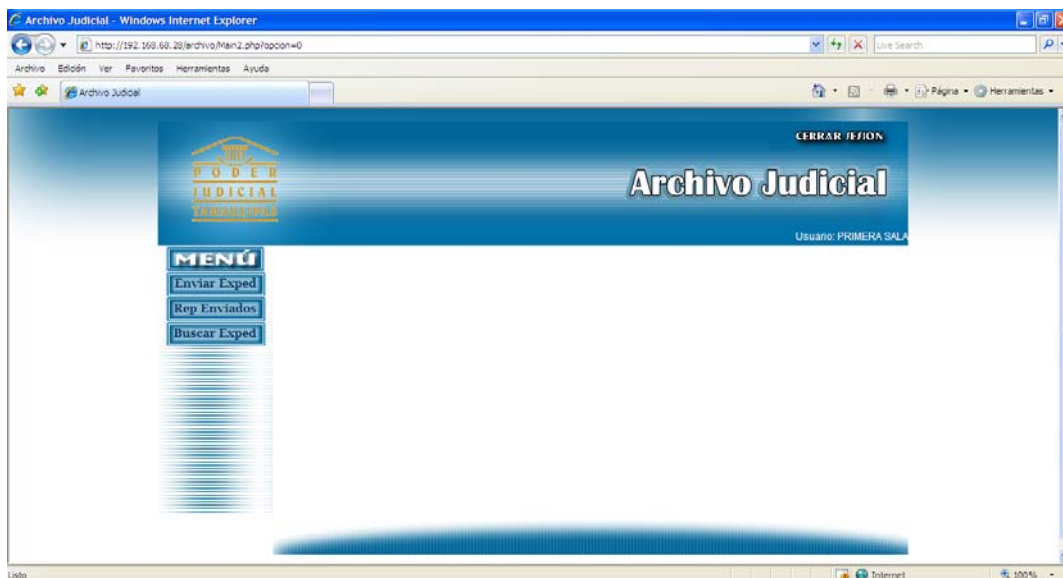 Archivo Judicial - Windows Internet Explorer
http://192.168.68.28/archivo/Main2.php?opcion=0
Live Search
Archivo Edición Ver Favoritos Herramientas Ayuda
Archivo Judicial
Página Herramientas
CERRAR SESION
PODER
JUDICIAL
TAMAULIPAS
Archivo Judicial
Usuario: PRIMERA SALA
MENÚ
Enviar Exped
Rep Enviados
Buscar Exped
Listo
Internet
100%